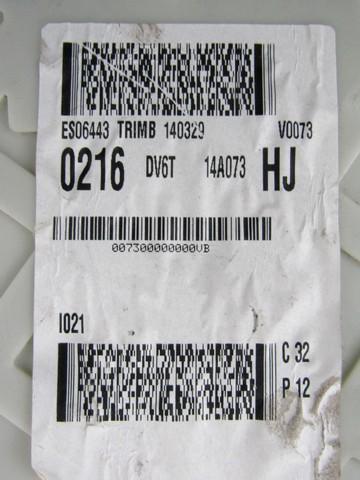 ES06443 TRIMB 140329 V0073
0216 DV6T 14A073 HJ
007300000000VB
I021
C 32
P 12